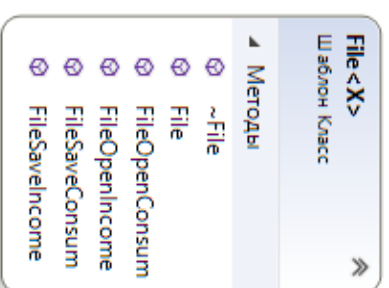 File<X>
Шаблон Класс
Методы
~File
File
FileOpenConsum
FileOpenIncome
FileSaveConsum
FileSaveIncome